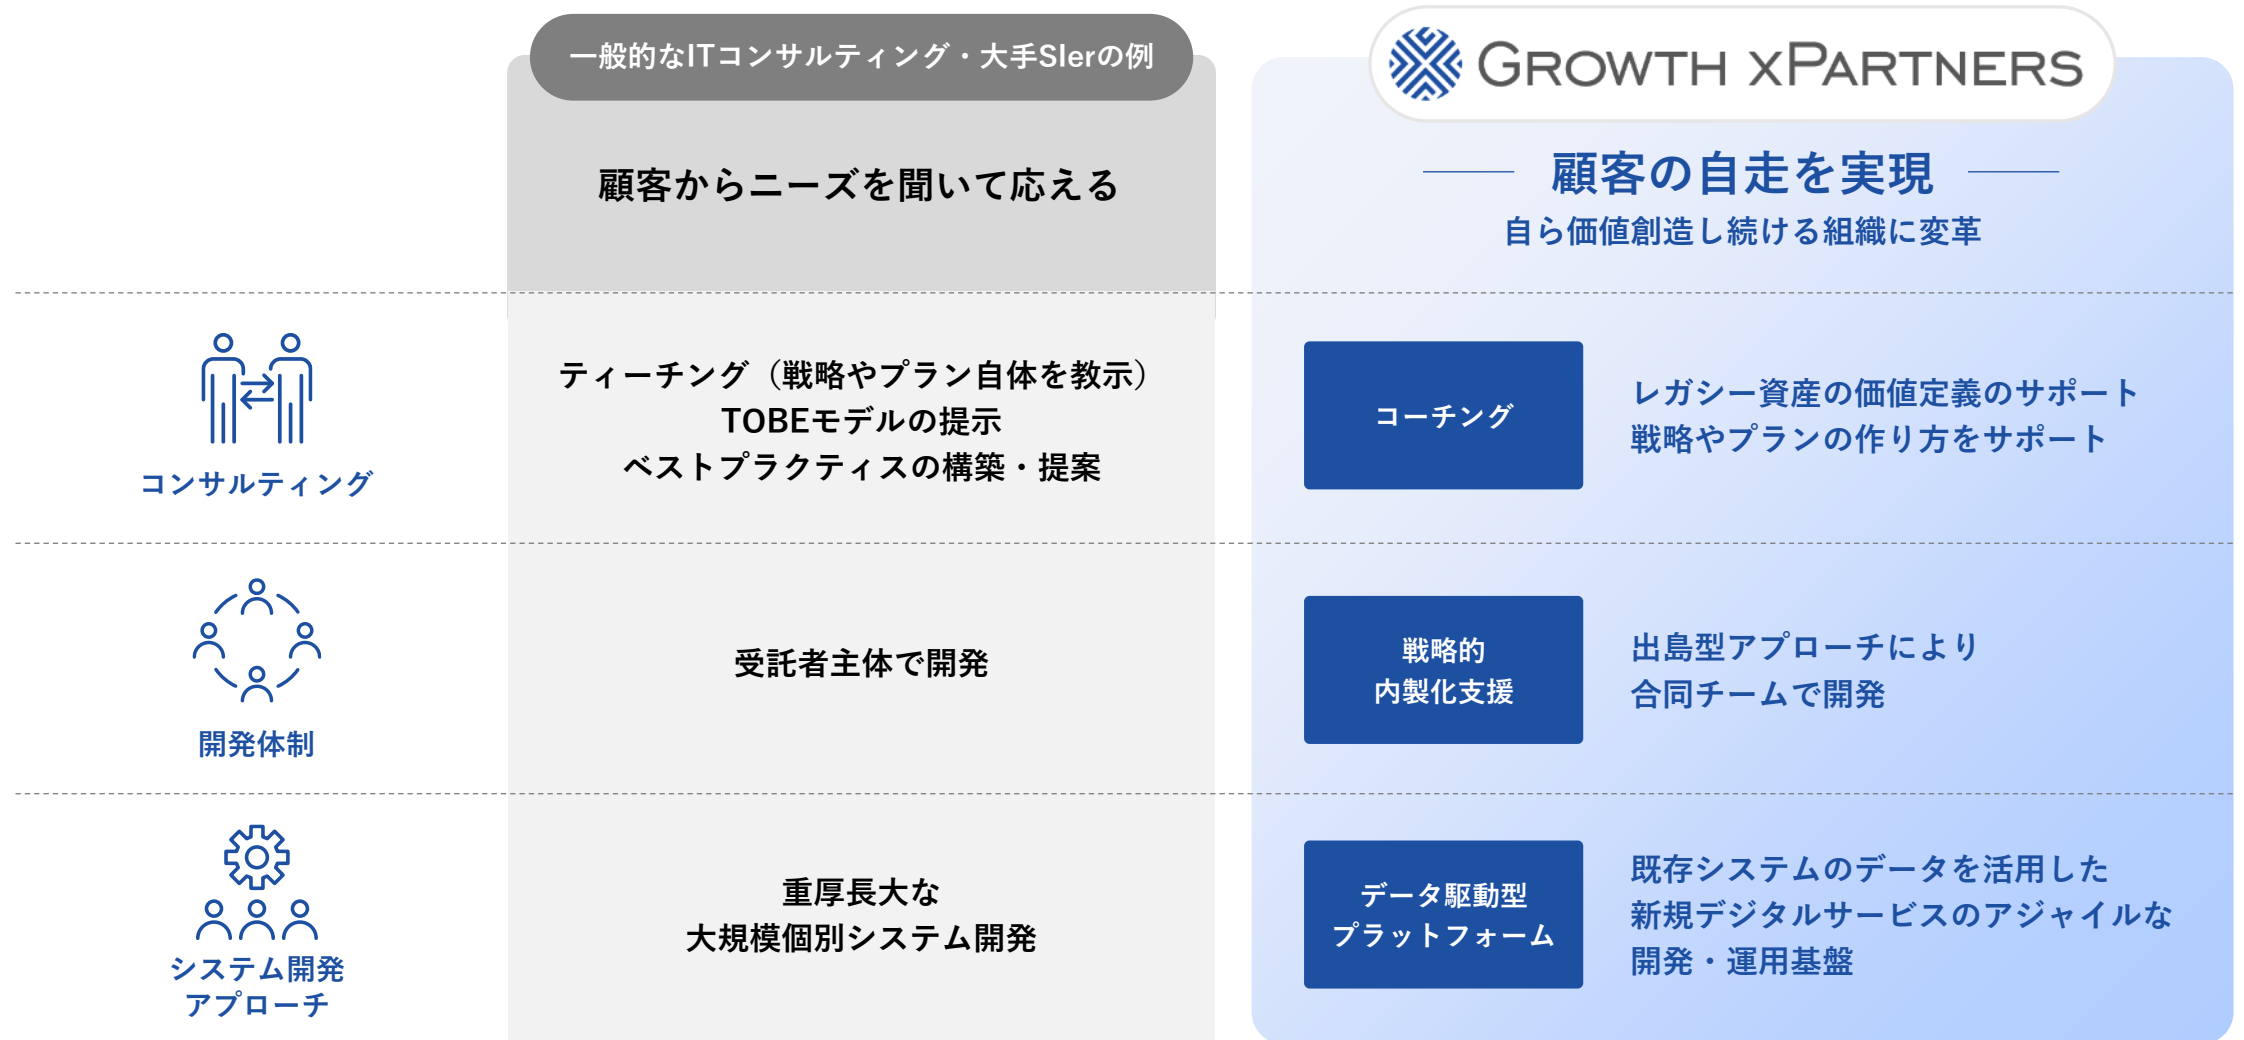 一般的なITコンサルティング・大手SIerの例
GROWTH xPARTNERS
顧客からニーズを聞いて応える
顧客の自走を実現
自ら価値創造し続ける組織に変革
コンサルティング
ティーチング（戦略やプラン自体を教示）
TOBEモデルの提示
ベストプラクティスの構築・提案
コーチング
レガシー資産の価値定義のサポート
戦略やプランの作り方をサポート
開発体制
受託者主体で開発
戦略的
内製化支援
出島型アプローチにより
合同チームで開発
システム開発
アプローチ
重厚長大な
大規模個別システム開発
データ駆動型
プラットフォーム
既存システムのデータを活用した
新規デジタルサービスのアジャイルな
開発・運用基盤